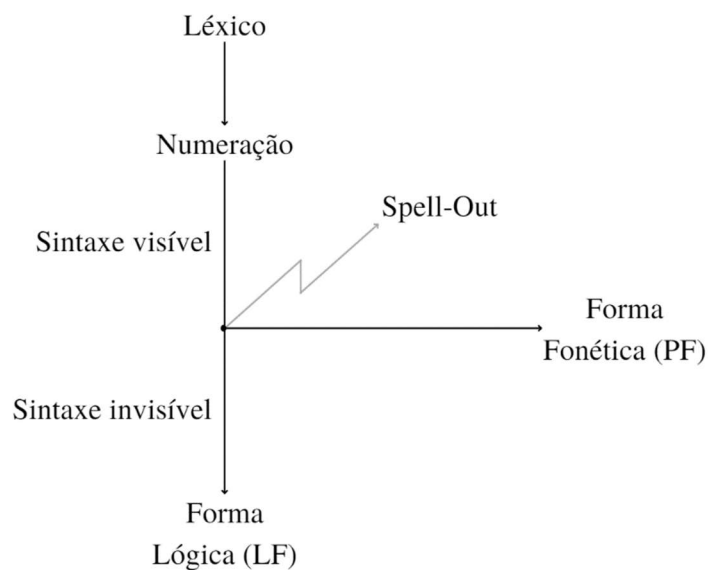 Léxico
Numeração
Spell-Out
Sintaxe visível
Forma
Fonética (PF)
Sintaxe invisível
Forma
Lógica (LF)